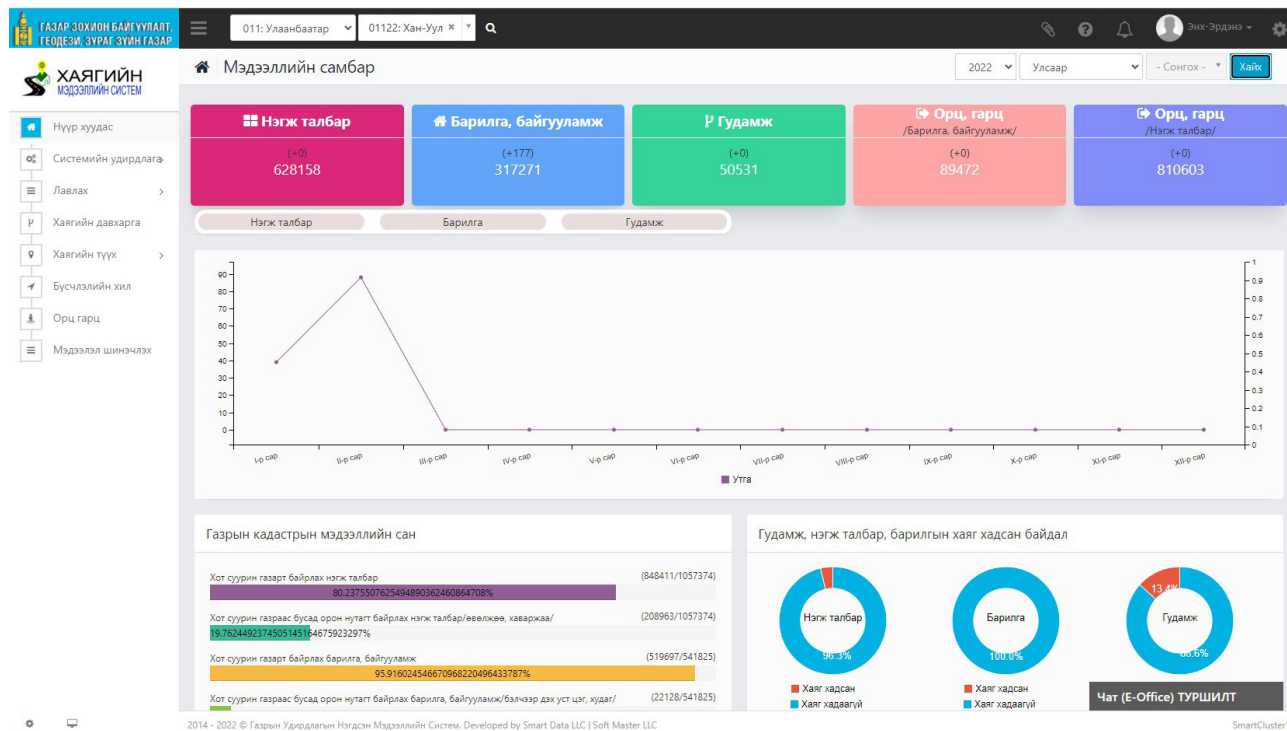 ГАЗАР ЗОХИОН БАЙГУУЛАЛТ,
ГЕОДЕЗИ, ЗУРАГ ЗҮЙН ГАЗАР
011: Улаанбаатар
01122: Хан-Уул ×
Энх-Эрдэнэ
ХАЯГИЙН
МЭДЭЭЛЛИЙН СИСТЕМ
Мэдээллийн самбар
2022
Улсаар
- Сонгох -
Хайх
Нүүр хуудас
Системийн удирдлага
Лавлах
Хаягийн давхарга
Хаягийн түүх
Бүсчлэлийн хил
Орц гарц
Мэдээлэл шинэчлэх
Нэгж талбар
(+0)
628158
Барилга, байгууламж
(+177)
317271
Гудамж
(+0)
50531
Орц, гарц
/Барилга, байгууламж/
(+0)
89472
Орц, гарц
/Нэгж талбар/
(+0)
810603
Нэгж талбар
Барилга
Гудамж
90
80
70
60
50
40
30
20
10
0
1
0.9
0.8
0.7
0.6
0.5
0.4
0.3
0.2
0.1
0
I-р сар
II-р сар
III-р сар
IV-р сар
V-р сар
VI-р сар
VII-р сар
VIII-р сар
IX-р сар
X-р сар
XI-р сар
XII-р сар
Утга
Газрын кадастрын мэдээллийн сан
Хот суурин газарт байрлах нэгж талбар
(848411/1057374)
80.2375507625494890362460864708%
Хот суурин газраас бусад орон нутагт байрлах нэгж талбар/өвөлжөө, хаваржаа/
(208963/1057374)
19.7624492374505145164675923297%
Хот суурин газарт байрлах барилга, байгууламж
(519697/541825)
95.9160245466709682204964337​87%
Хот суурин газраас бусад орон нутагт байрлах барилга, байгууламж/бэлчээр дэх уст цэг, худаг/
(22128/541825)
Гудамж, нэгж талбар, барилгын хаяг хадсан байдал
Нэгж талбар
96.3%
Хаяг хадсан
Хаяг хадаагүй
Барилга
100.0%
Хаяг хадсан
Хаяг хадаагүй
13.4%
Гудамж
86.6%
Чат (E-Office) ТУРШИЛТ
2014 - 2022 © Газрын Удирдлагын Нэгдсэн Мэдээллийн Систем. Developed by Smart Data LLC | Soft Master LLC
SmartCluster